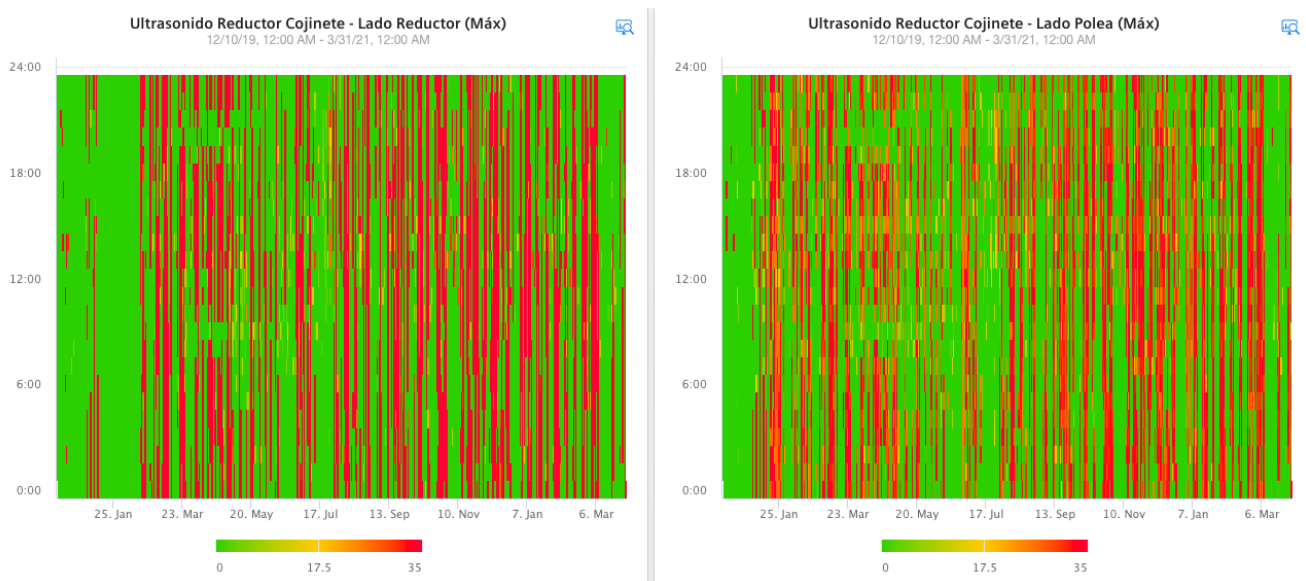 Ultrasonido Reductor Cojinete - Lado Reductor (Máx)
12/10/19, 12:00 AM - 3/31/21, 12:00 AM
24:00
18:00
12:00
6:00
0:00
25. Jan 23. Mar 20. May 17. Jul 13. Sep 10. Nov 7. Jan 6. Mar
0 17.5 35
Ultrasonido Reductor Cojinete - Lado Polea (Máx)
12/10/19, 12:00 AM - 3/31/21, 12:00 AM
24:00
18:00
12:00
6:00
0:00
25. Jan 23. Mar 20. May 17. Jul 13. Sep 10. Nov 7. Jan 6. Mar
0 17.5 35